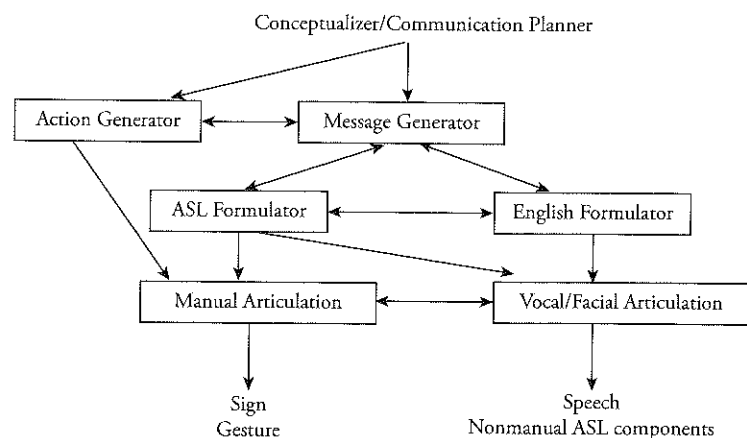 Conceptualizer/Communication Planner
Action Generator
Message Generator
ASL Formulator
English Formulator
Manual Articulation
Vocal/Facial Articulation
Sign
Gesture
Speech
Nonmanual ASL components